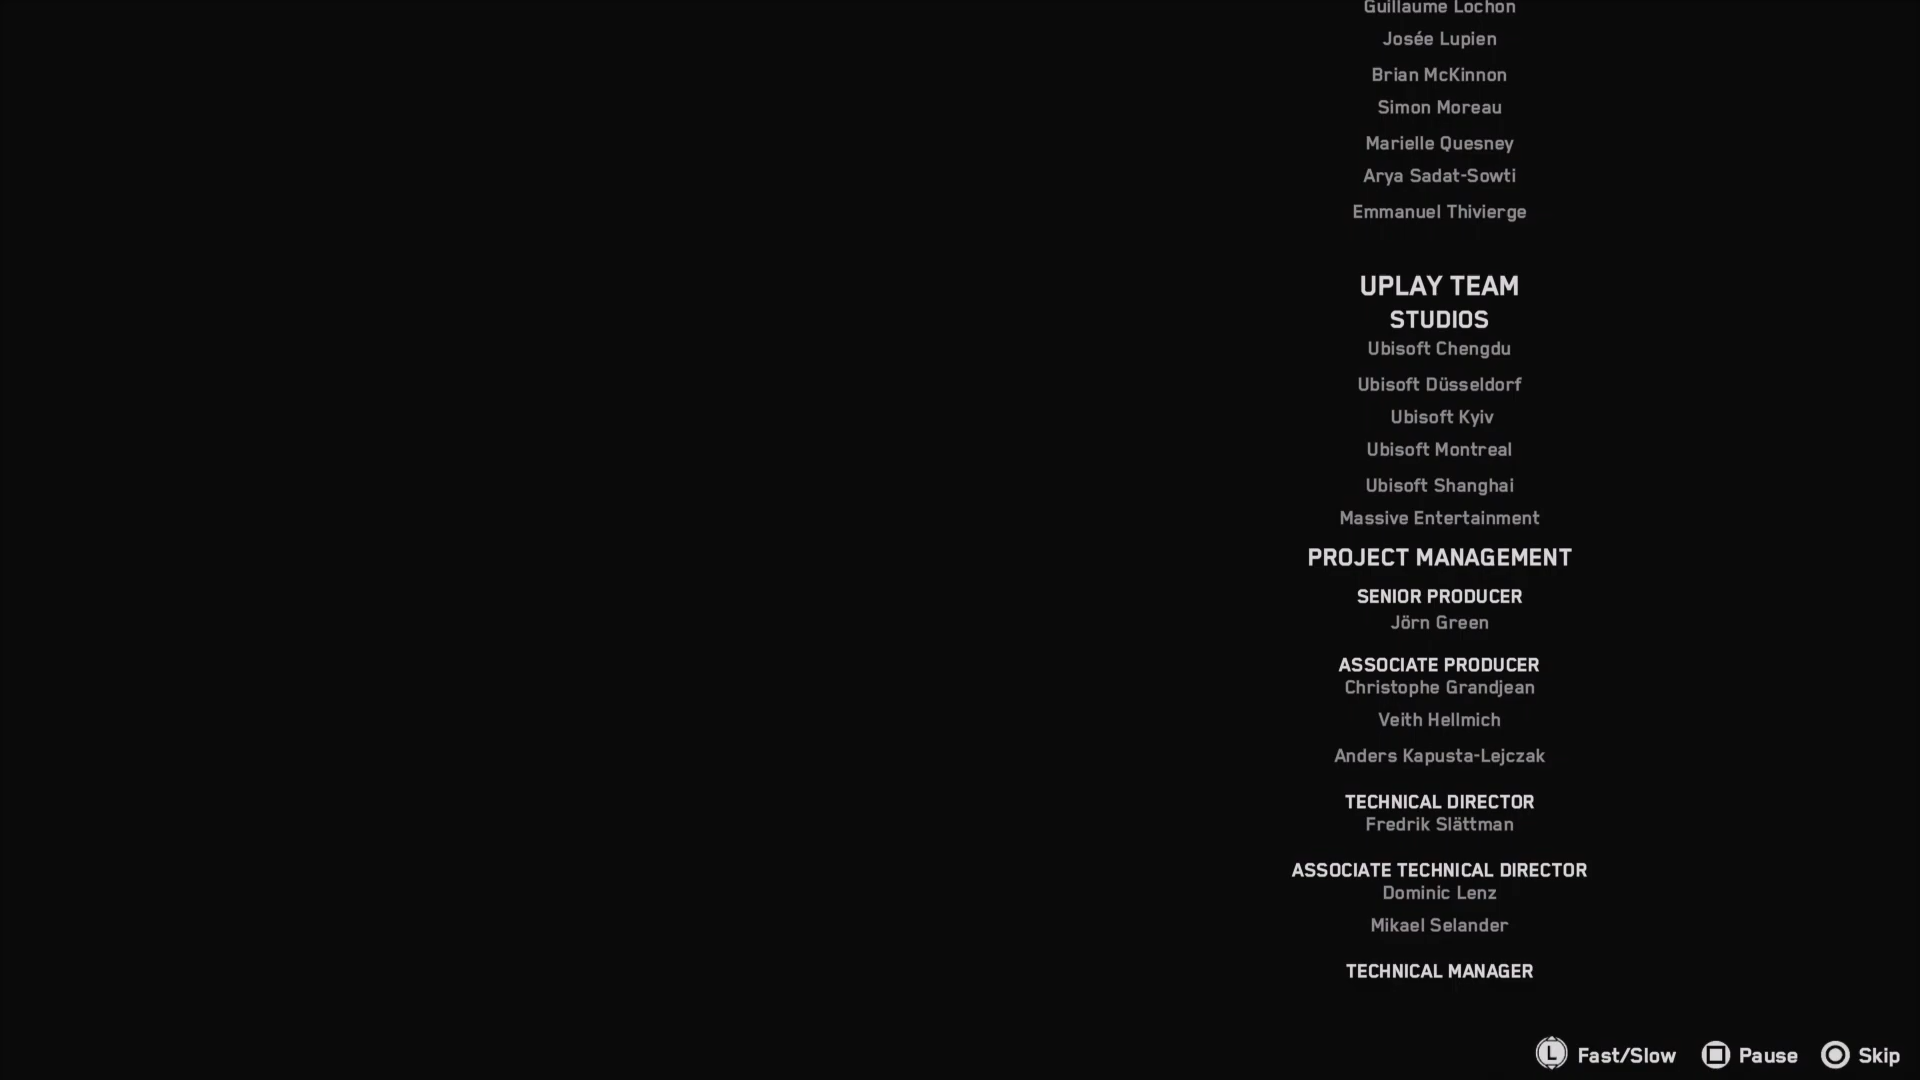 Guillaume Lochon
Josée Lupien
Brian McKinnon
Simon Moreau
Marielle Quesney
Arya Sadat-Sowti
Emmanuel Thivierge
UPLAY TEAM
STUDIOS
Ubisoft Chengdu
Ubisoft Düsseldorf
Ubisoft Kyiv
Ubisoft Montreal
Ubisoft Shanghai
Massive Entertainment
PROJECT MANAGEMENT
SENIOR PRODUCER
Jörn Green
ASSOCIATE PRODUCER
Christophe Grandjean
Veith Hellmich
Anders Kapusta-Lejczak
TECHNICAL DIRECTOR
Fredrik Slättman
ASSOCIATE TECHNICAL DIRECTOR
Dominic Lenz
Mikael Selander
TECHNICAL MANAGER
L Fast/Slow Pause Skip